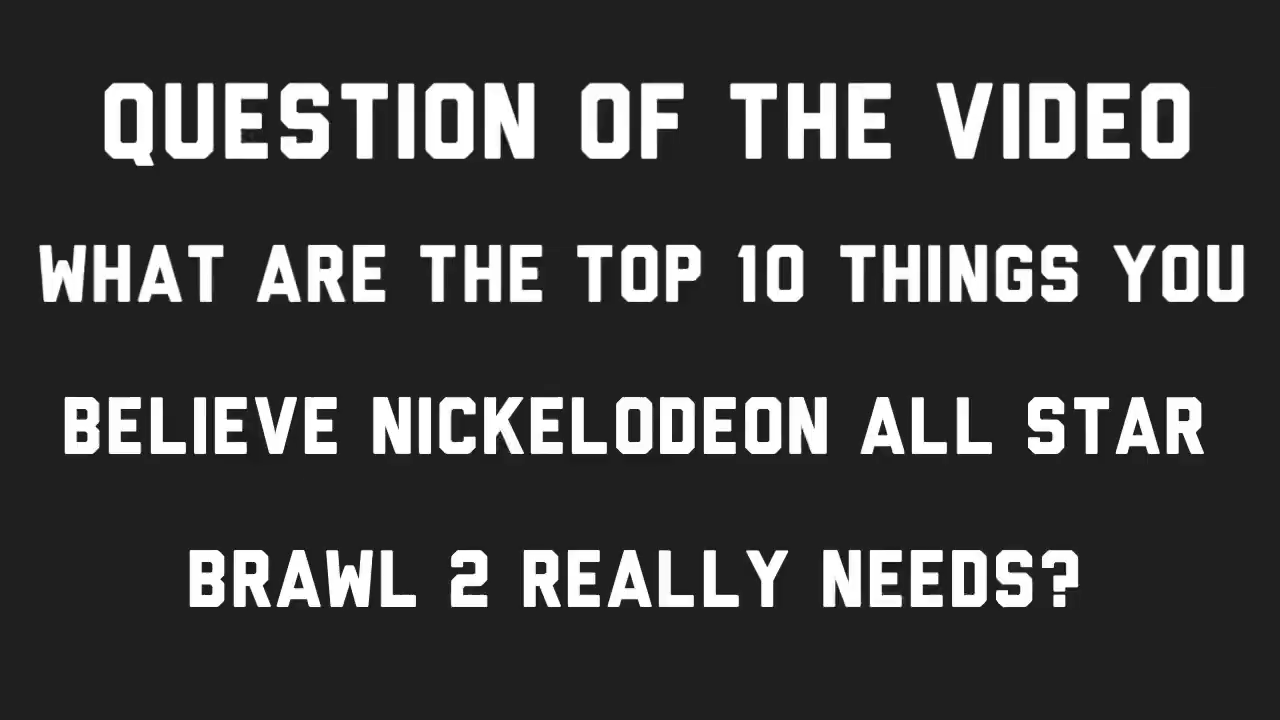 QUESTION OF THE VIDEO
WHAT ARE THE TOP 10 THINGS YOU
BELIEVE NICKELODEON ALL STAR
BRAWL 2 REALLY NEEDS?